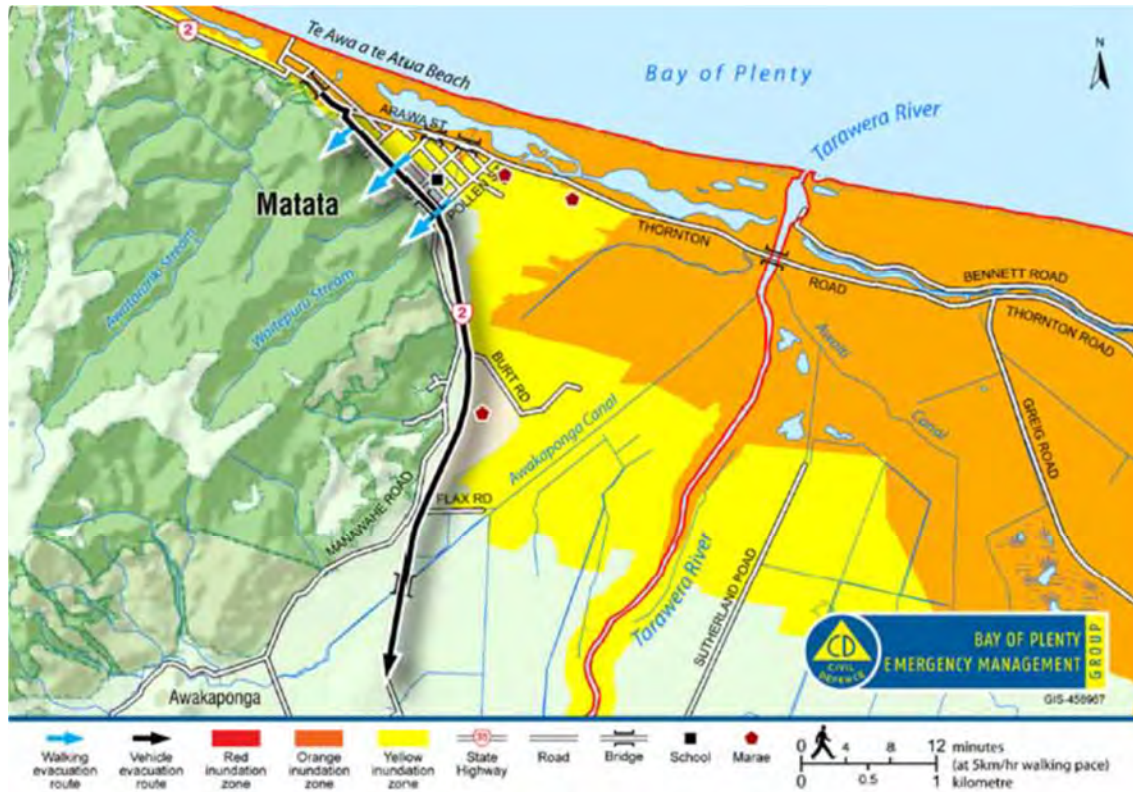 2
Te Awa a te Atua Beach
Bay of Plenty
N
Tarawera River
ARAWA ST.
POLLEN ST.
Matata
THORNTON
ROAD
BENNETT ROAD
THORNTON ROAD
Awatarariki Stream
Waitepuru Stream
2
BURT RD
Awaiti
Canal
GREIG ROAD
Awakaponga Canal
MANAWAHE ROAD
FLAX RD
Tarawera River
SUTHERLAND ROAD
Awakaponga
CD
CIVIL
DEFENCE
BAY OF PLENTY
EMERGENCY MANAGEMENT
GROUP
Walking
evacuation
route
Vehicle
evacuation
route
Red
inundation
zone
Orange
inundation
zone
Yellow
inundation
zone
35
State
Highway
Road
Bridge
School
Marae
0 4 8 12 minutes
(at 5km/hr walking pace)
0 0.5 1 kilometre